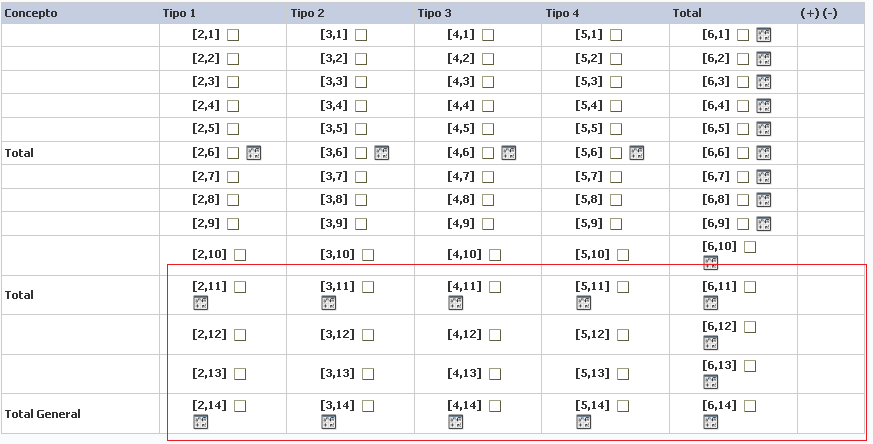 Concepto Tipo 1 Tipo 2 Tipo 3 Tipo 4 Total (+) (-)
[2,1] [3,1] [4,1] [5,1] [6,1]
[2,2] [3,2] [4,2] [5,2] [6,2]
[2,3] [3,3] [4,3] [5,3] [6,3]
[2,4] [3,4] [4,4] [5,4] [6,4]
[2,5] [3,5] [4,5] [5,5] [6,5]
Total [2,6] [3,6] [4,6] [5,6] [6,6]
[2,7] [3,7] [4,7] [5,7] [6,7]
[2,8] [3,8] [4,8] [5,8] [6,8]
[2,9] [3,9] [4,9] [5,9] [6,9]
[2,10] [3,10] [4,10] [5,10] [6,10]
Total [2,11] [3,11] [4,11] [5,11] [6,11]
[2,12] [3,12] [4,12] [5,12] [6,12]
[2,13] [3,13] [4,13] [5,13] [6,13]
Total General [2,14] [3,14] [4,14] [5,14] [6,14]